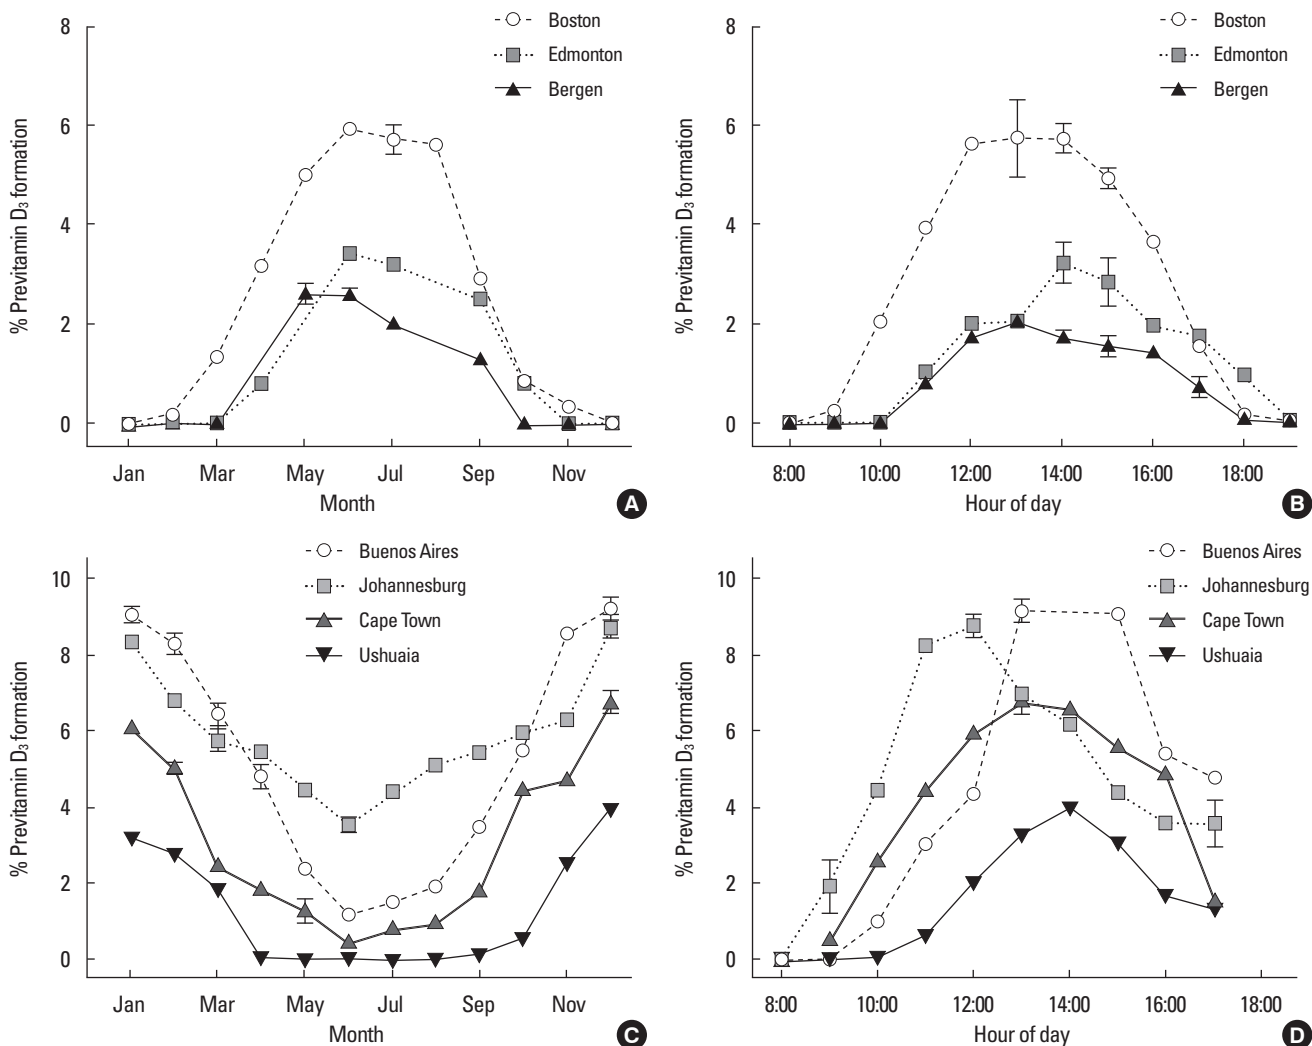 Boston
Edmonton
Bergen
8
6
4
2
0
% Previtamin D₃ formation
Jan Mar May Jul Sep Nov
Month
A
Boston
Edmonton
Bergen
8
6
4
2
0
% Previtamin D₃ formation
8:00 10:00 12:00 14:00 16:00 18:00
Hour of day
B
Buenos Aires
Johannesburg
Cape Town
Ushuaia
10
8
6
4
2
0
% Previtamin D₃ formation
Jan Mar May Jul Sep Nov
Month
C
Buenos Aires
Johannesburg
Cape Town
Ushuaia
10
8
6
4
2
0
% Previtamin D₃ formation
8:00 10:00 12:00 14:00 16:00 18:00
Hour of day
D